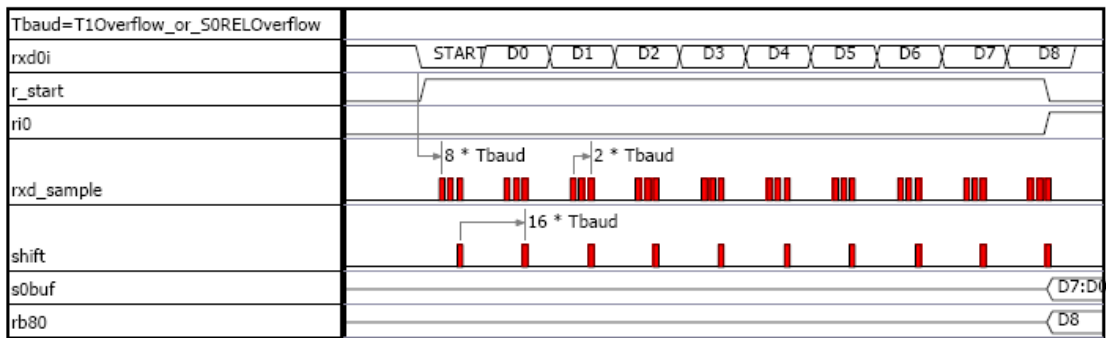 Tbaud=T1Overflow_or_S0RELOverflow
rxd0i START D0 D1 D2 D3 D4 D5 D6 D7 D8
r_start
ri0
8 * Tbaud 2 * Tbaud
rxd_sample
16 * Tbaud
shift
s0buf D7:D0
rb80 D8